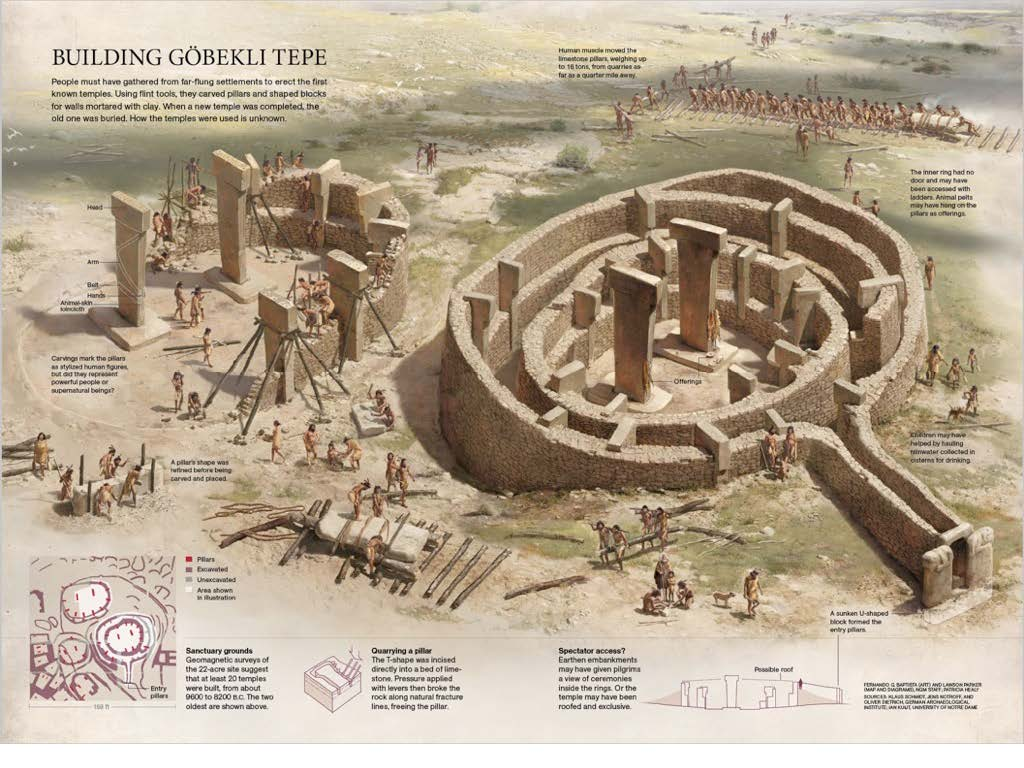 BUILDING GÖBEKLI TEPE
People must have gathered from far-flung settlements to erect the first
known temples. Using flint tools, they carved pillars and shaped blocks
for walls mortared with clay. When a new temple was completed, the
old one was buried. How the temples were used is unknown.
Human muscle moved the
limestone pillars, weighing up
to 16 tons, from quarries as
far as a quarter mile away.
The inner ring had no
door and may have
been accessed with
ladders. Animal pelts
may have hung on the
pillars as offerings.
Head
Arm
Belt
Hands
Animal-skin
loincloth
Carvings mark the pillars
as stylized human figures,
but did they represent
powerful people or
supernatural beings?
Offerings
Children may have
helped by hauling
rainwater collected in
cisterns for drinking.
A pillar's shape was
refined before being
carved and placed.
A sunken U-shaped
block formed the
entry pillars.
Pillars
Excavated
Unexcavated
Area shown
in illustration
Entry
pillars
168 ft
Sanctuary grounds
Geomagnetic surveys of
the 22-acre site suggest
that at least 20 temples
were built, from about
9600 to 8200 B.C. The two
oldest are shown above.
Quarrying a pillar
The T-shape was incised
directly into a bed of lime-
stone. Pressure applied
with levers then broke the
rock along natural fracture
lines, freeing the pillar.
Spectator access?
Earthen embankments
may have given pilgrims
a view of ceremonies
inside the rings. Or the
temple may have been
roofed and exclusive.
Possible roof
FERNANDO G. BAPTISTA (ART) AND LAWSON PARKER
(MAP AND DIAGRAMS), NGM STAFF; PATRICIA HEALY
SOURCES: KLAUS SCHMIDT, JENS NOTROFF, AND
OLIVER DIETRICH, GERMAN ARCHAEOLOGICAL
INSTITUTE; IAN KUIJT, UNIVERSITY OF NOTRE DAME